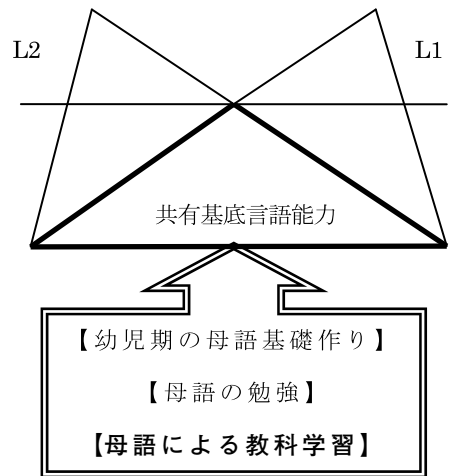 L2
L1
共有基底言語能力
【幼児期の母語基礎作り】
【母語の勉強】
【母語による教科学習】